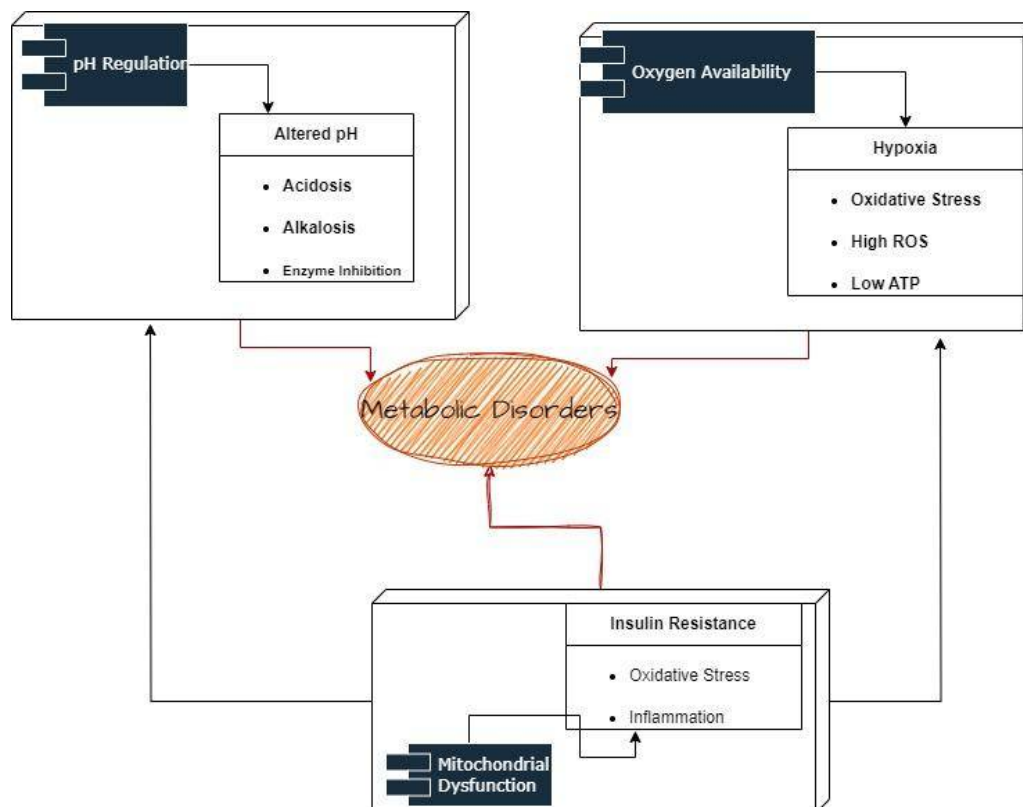 pH Regulation
Altered pH
Acidosis
Alkalosis
Enzyme Inhibition
Oxygen Availability
Hypoxia
Oxidative Stress
High ROS
Low ATP
Metabolic Disorders
Insulin Resistance
Oxidative Stress
Inflammation
Mitochondrial
Dysfunction